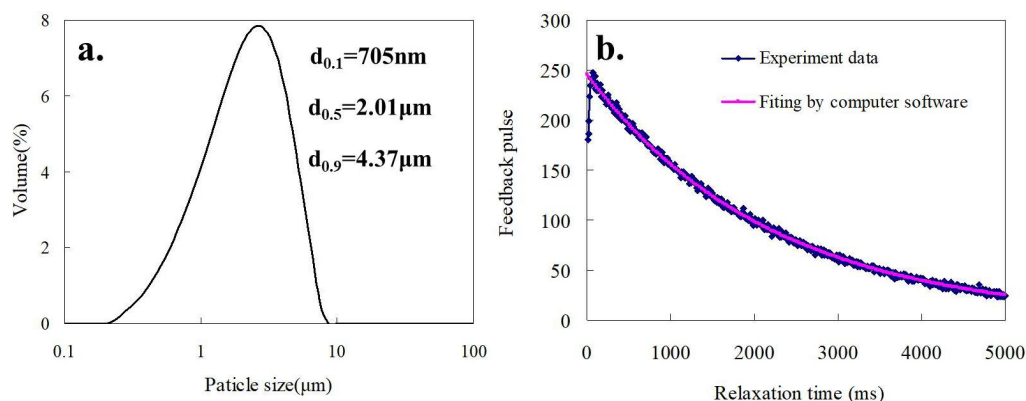 a.
d0.1=705nm
d0.5=2.01μm
d0.9=4.37μm
Volume(%)
8
6
4
2
0
0.1 1 10 100
Paticle size(μm)
b.
Experiment data
Fiting by computer software
Feedback pulse
300
250
200
150
100
50
0
0 1000 2000 3000 4000 5000
Relaxation time (ms)